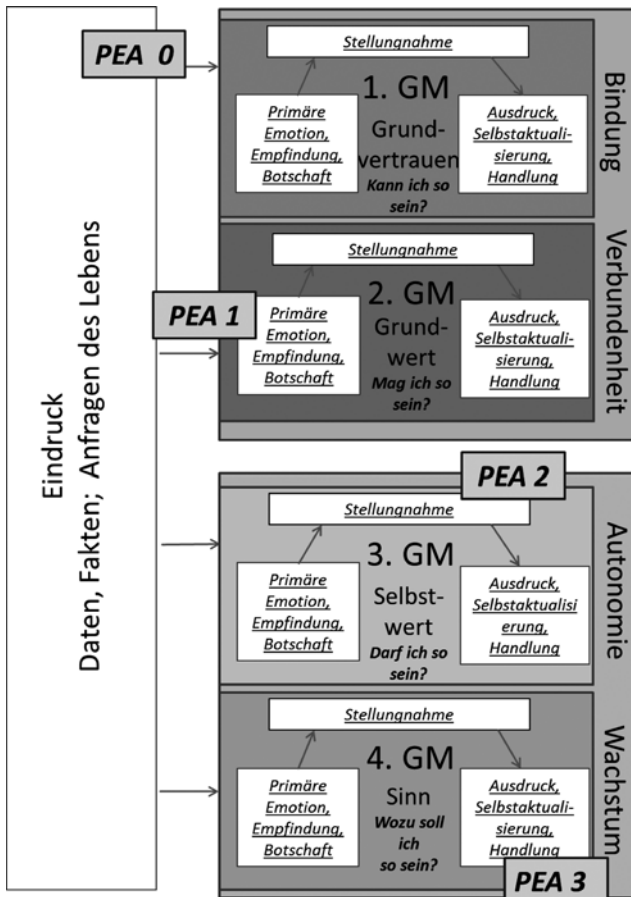 PEA 0
Eindruck
Daten, Fakten; Anfragen des Lebens
Stellungnahme
1. GM
Primäre
Emotion,
Empfindung,
Botschaft
Grund-
vertrauen
Kann ich so
sein?
Ausdruck,
Selbstaktuali-
sierung,
Handlung
Bindung
PEA 1
Stellungnahme
2. GM
Primäre
Emotion,
Empfindung,
Botschaft
Grund-
wert
Mag ich so
sein?
Ausdruck,
Selbstaktuali-
sierung,
Handlung
Verbundenheit
PEA 2
Stellungnahme
3. GM
Primäre
Emotion,
Empfindung,
Botschaft
Selbst-
wert
Darf ich so
sein?
Ausdruck,
Selbstaktualisi
erung,
Handlung
Autonomie
Stellungnahme
4. GM
Primäre
Emotion,
Empfindung,
Botschaft
Sinn
Wozu soll
ich
so sein?
Ausdruck,
Selbstaktuali-
sierung,
Handlung
Wachstum
PEA 3